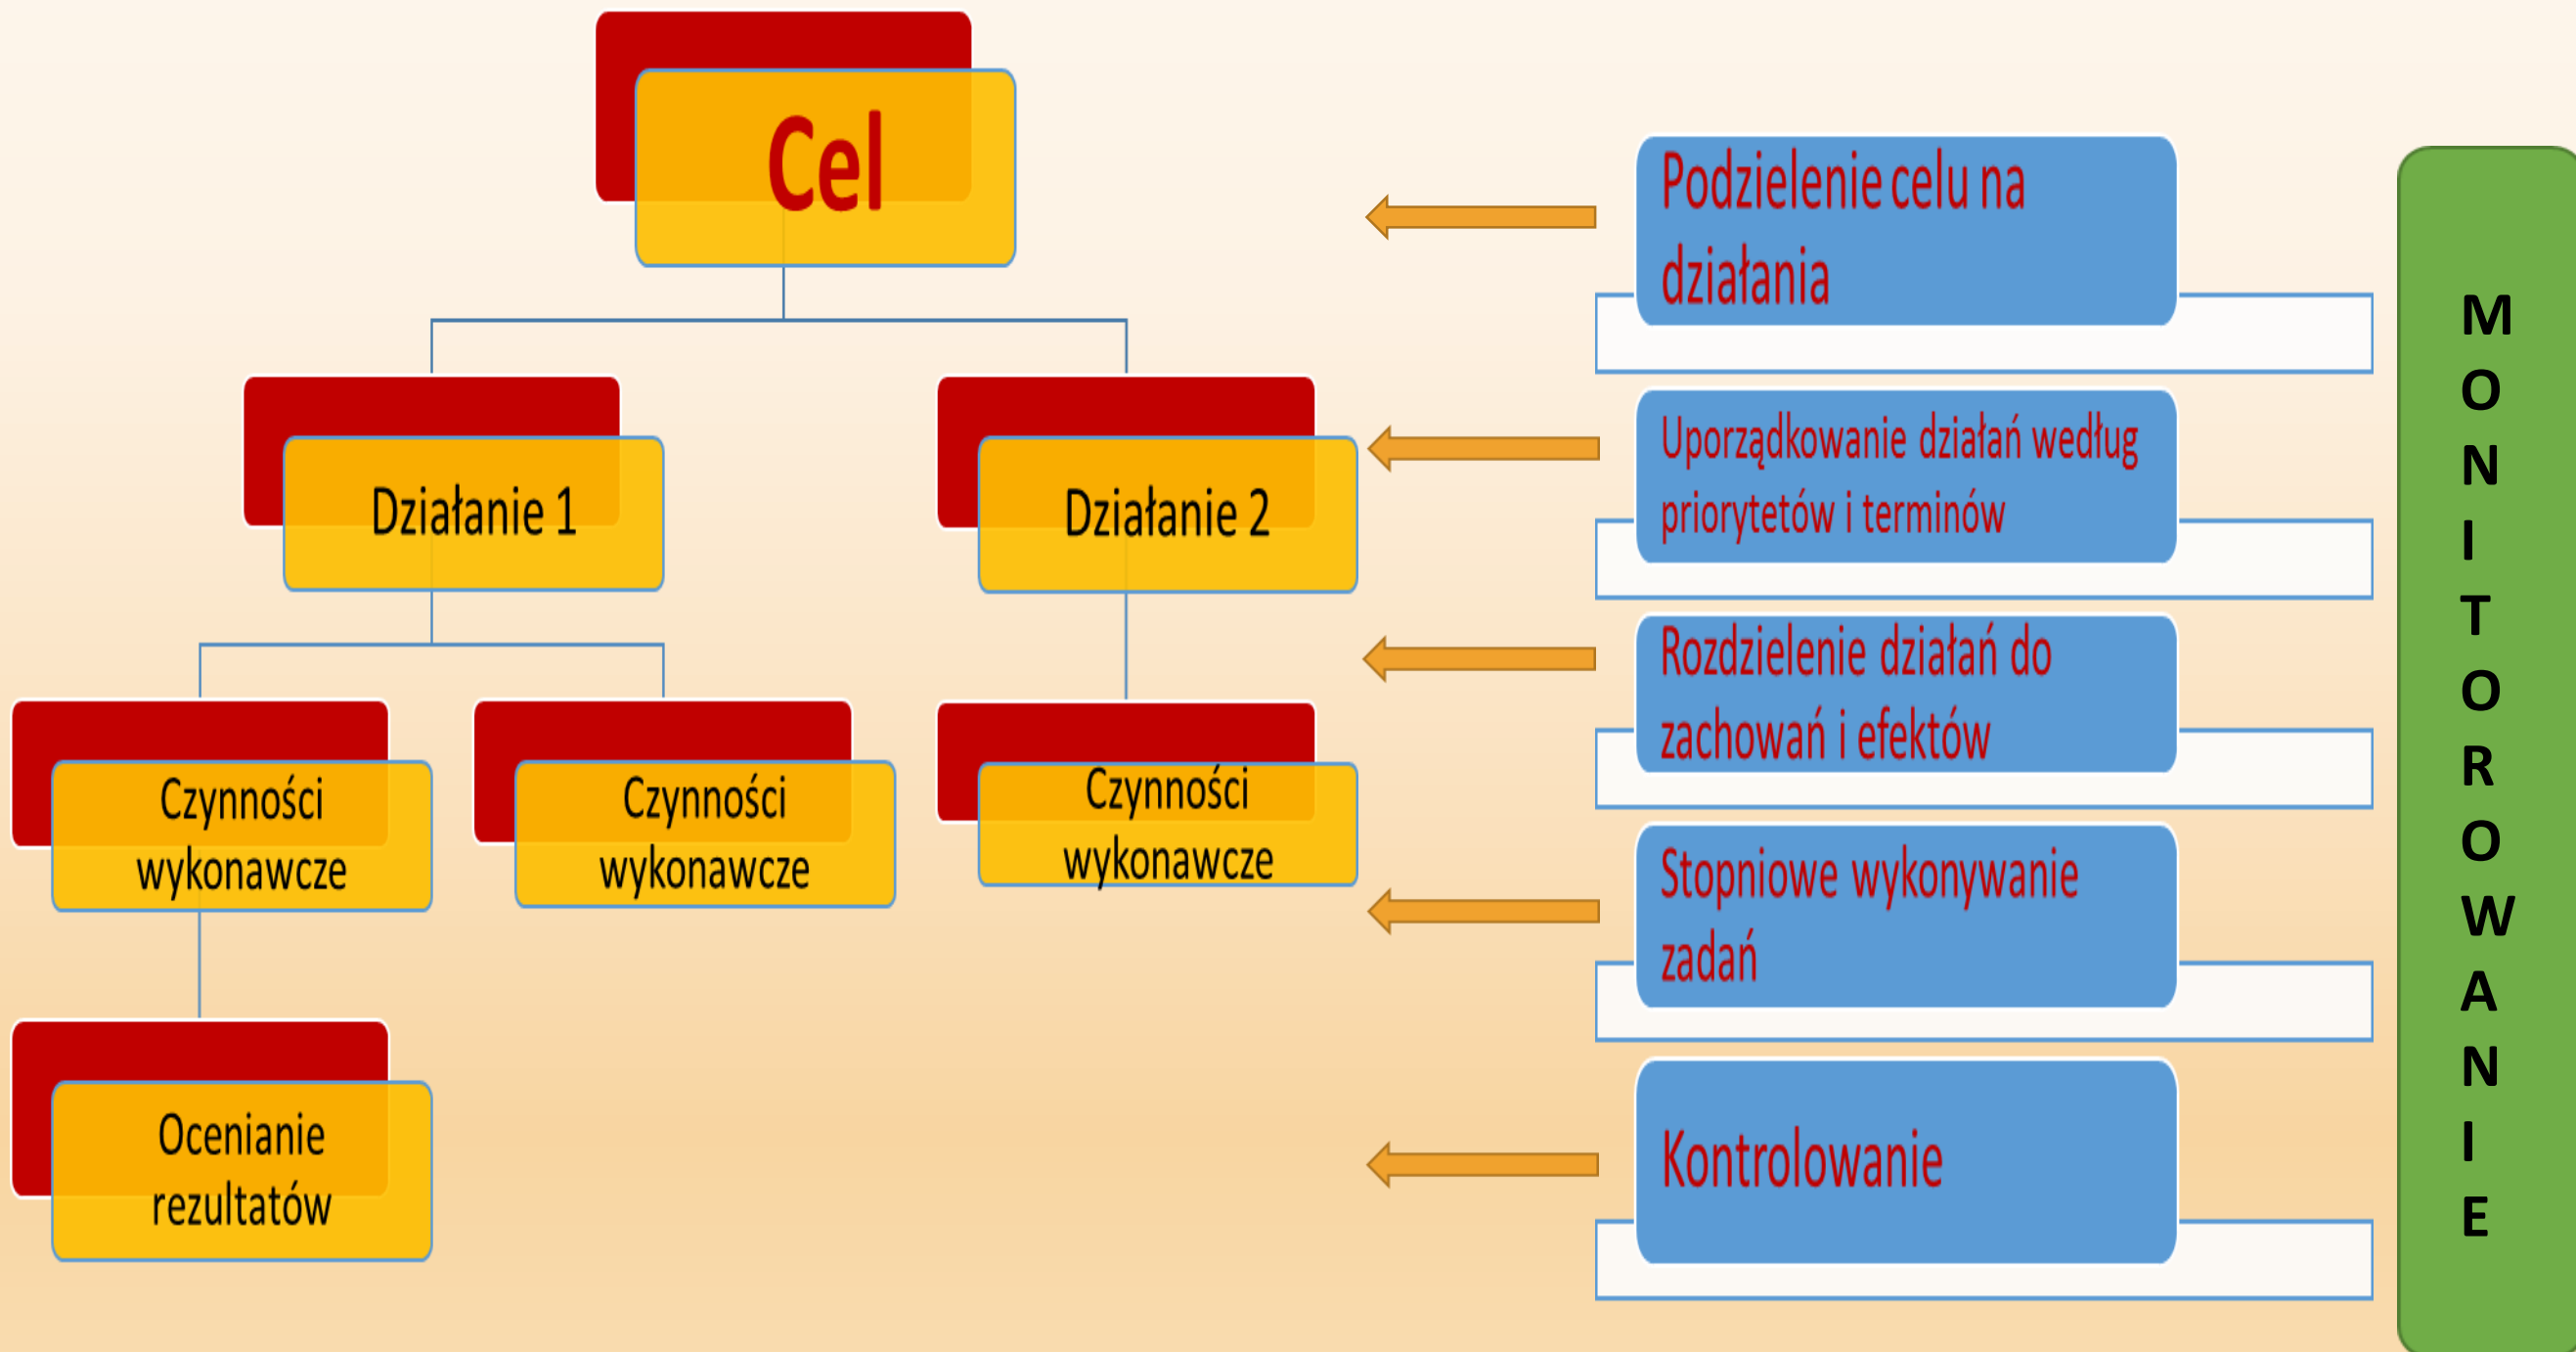 Cel
Działanie 1
Działanie 2
Czynności
wykonawcze
Czynności
wykonawcze
Czynności
wykonawcze
Ocenianie
rezultatów
Podzielenie celu na
działania
Uporządkowanie działań według
priorytetów i terminów
Rozdzielenie działań do
zachowań i efektów
Stopniowe wykonywanie
zadań
Kontrolowanie
M
O
N
I
T
O
R
O
W
A
N
I
E